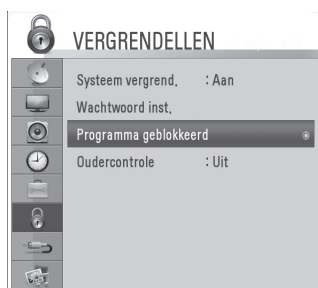 VERGRENDELLEN
Systeem vergrend. : Aan
Wachtwoord inst.
Programma geblokkeerd
Oudercontrole : Uit